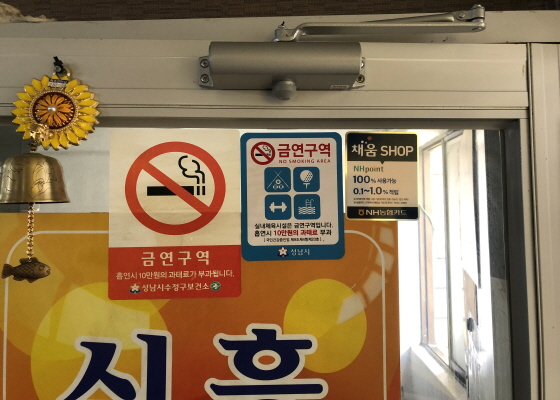 금연구역
흡연시 10만원의 과태료가 부과됩니다.
성남시수정구보건소
금연구역
NO SMOKING AREA
실내체육시설은 금연구역입니다.
흡연시 10만원의 과태료 부과
성남시
채움 SHOP
NHpoint
100% 사용가능
0.1~1.0% 적립
NH농협카드
신흥